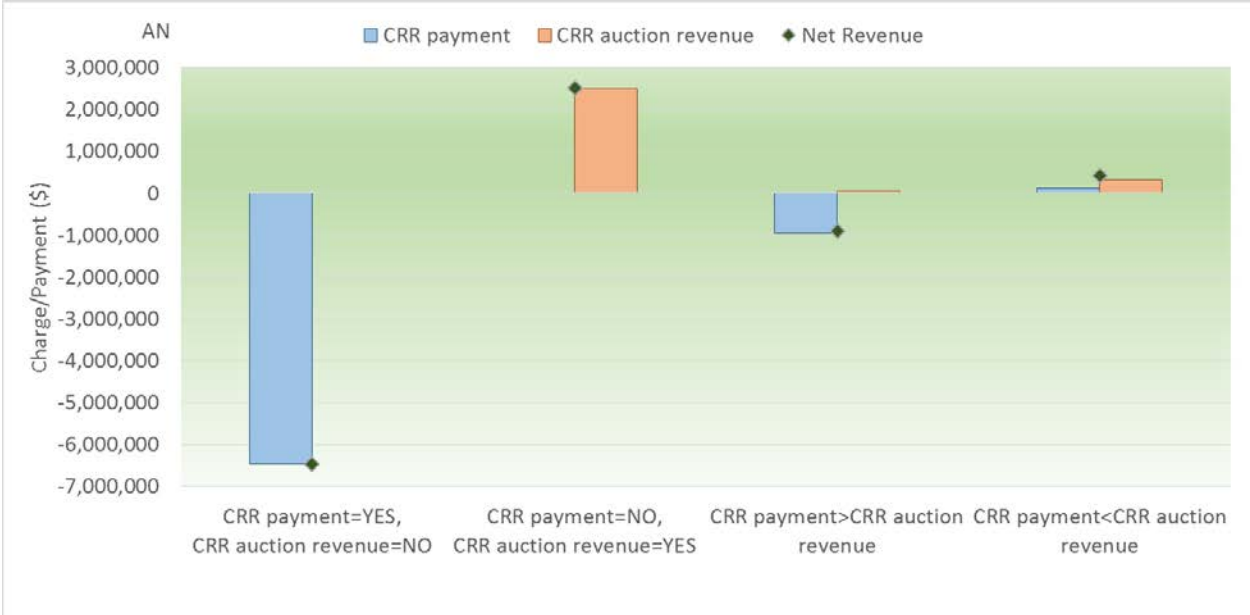 AN
CRR payment
CRR auction revenue
Net Revenue
Charge/Payment ($)
3,000,000
2,000,000
1,000,000
0
-1,000,000
-2,000,000
-3,000,000
-4,000,000
-5,000,000
-6,000,000
-7,000,000
CRR payment=YES,
CRR auction revenue=NO
CRR payment=NO,
CRR auction revenue=YES
CRR payment>CRR auction
revenue
CRR payment<CRR auction
revenue